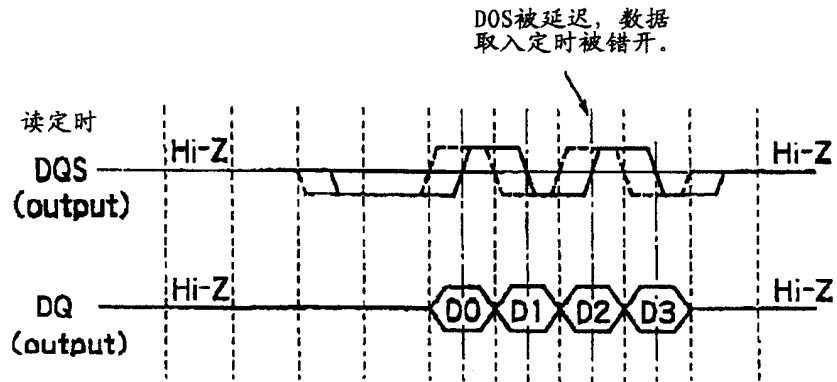 DOS被延迟，数据
取入定时被错开。
读定时
Hi-Z
Hi-Z
DQS
(output)
Hi-Z
Hi-Z
DQ
D0
D1
D2
D3
(output)